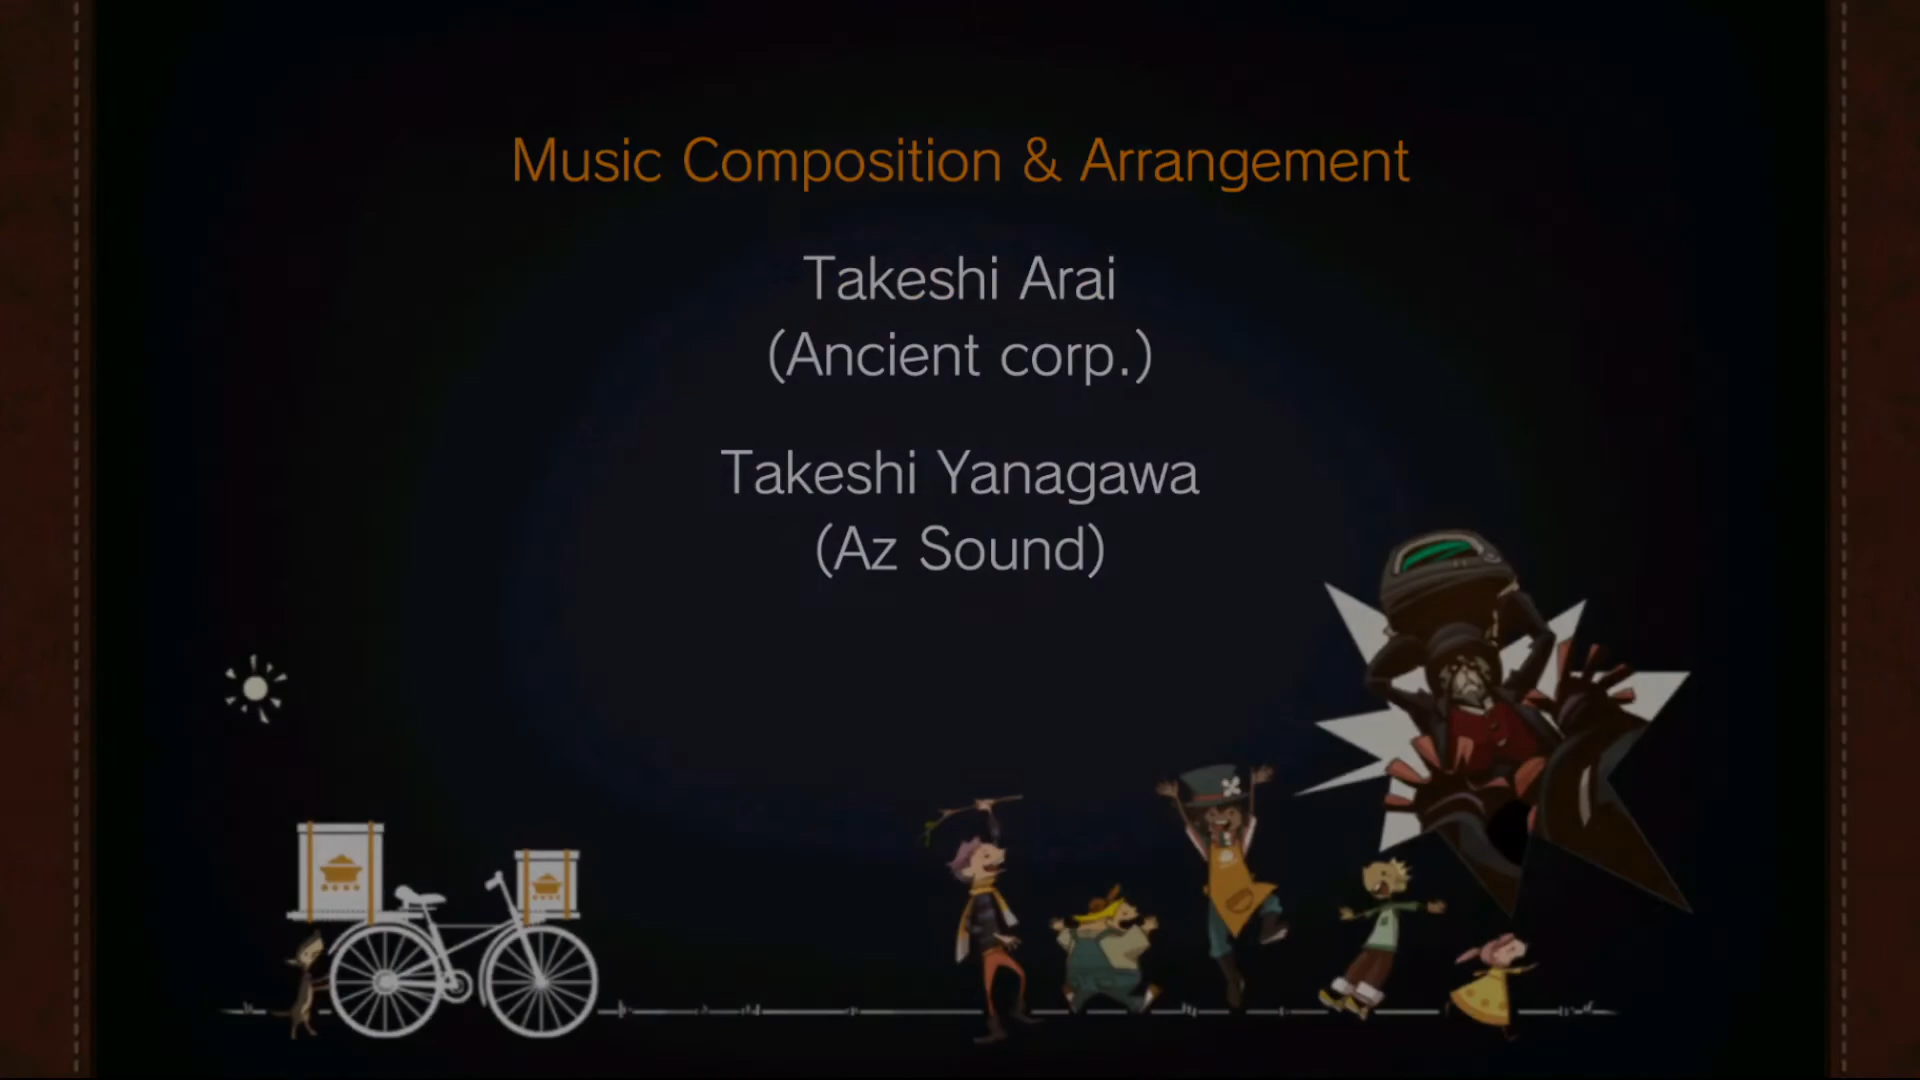 Music Composition & Arrangement
Takeshi Arai
(Ancient corp.)
Takeshi Yanagawa
(Az Sound)